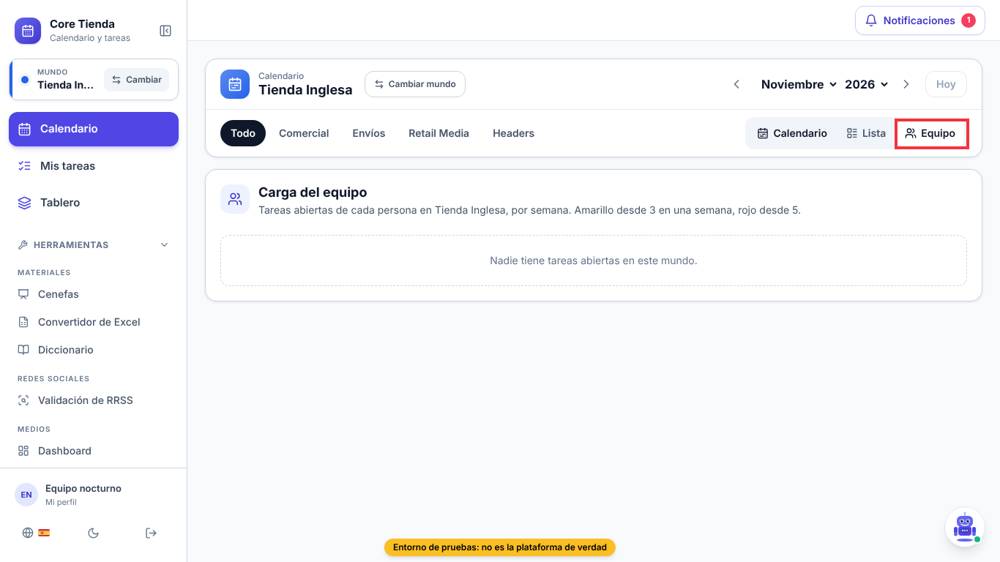 Core Tienda
Calendario y tareas
Notificaciones 1
MUNDO
Tienda In...
Cambiar
Calendario
Tienda Inglesa
Cambiar mundo
Noviembre 2026
Hoy
Calendario
Mis tareas
Tablero
Todo
Comercial
Envíos
Retail Media
Headers
Calendario
Lista
Equipo
Carga del equipo
Tareas abiertas de cada persona en Tienda Inglesa, por semana. Amarillo desde 3 en una semana, rojo desde 5.
Nadie tiene tareas abiertas en este mundo.
HERRAMIENTAS
MATERIALES
Cenefas
Convertidor de Excel
Diccionario
REDES SOCIALES
Validación de RRSS
MEDIOS
Dashboard
EN
Equipo nocturno
Mi perfil
Entorno de pruebas: no es la plataforma de verdad